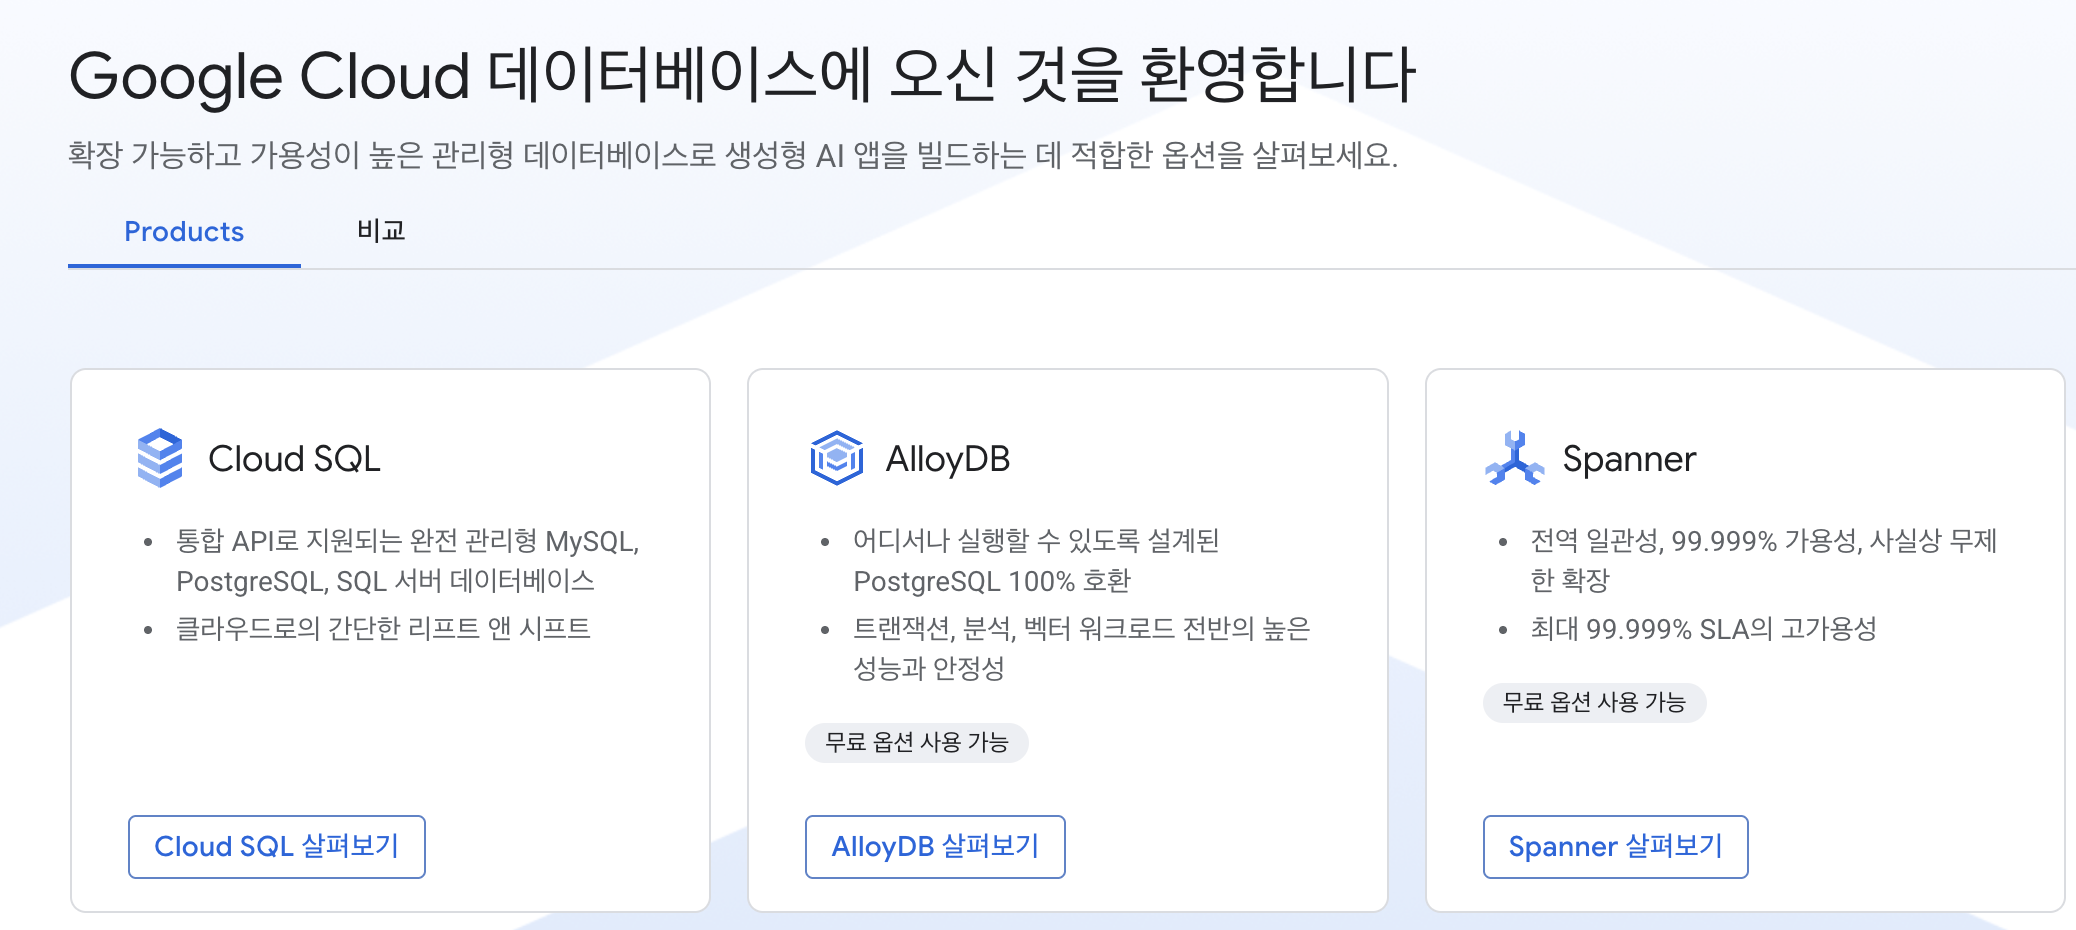 Google Cloud 데이터베이스에 오신 것을 환영합니다
확장 가능하고 가용성이 높은 관리형 데이터베이스로 생성형 AI 앱을 빌드하는 데 적합한 옵션을 살펴보세요.
Products
비교
Cloud SQL
• 통합 API로 지원되는 완전 관리형 MySQL,
PostgreSQL, SQL 서버 데이터베이스
• 클라우드로의 간단한 리프트 앤 시프트
Cloud SQL 살펴보기
AlloyDB
• 어디서나 실행할 수 있도록 설계된
PostgreSQL 100% 호환
• 트랜잭션, 분석, 벡터 워크로드 전반의 높은
성능과 안정성
무료 옵션 사용 가능
AlloyDB 살펴보기
Spanner
• 전역 일관성, 99.999% 가용성, 사실상 무제
한 확장
• 최대 99.999% SLA의 고가용성
무료 옵션 사용 가능
Spanner 살펴보기